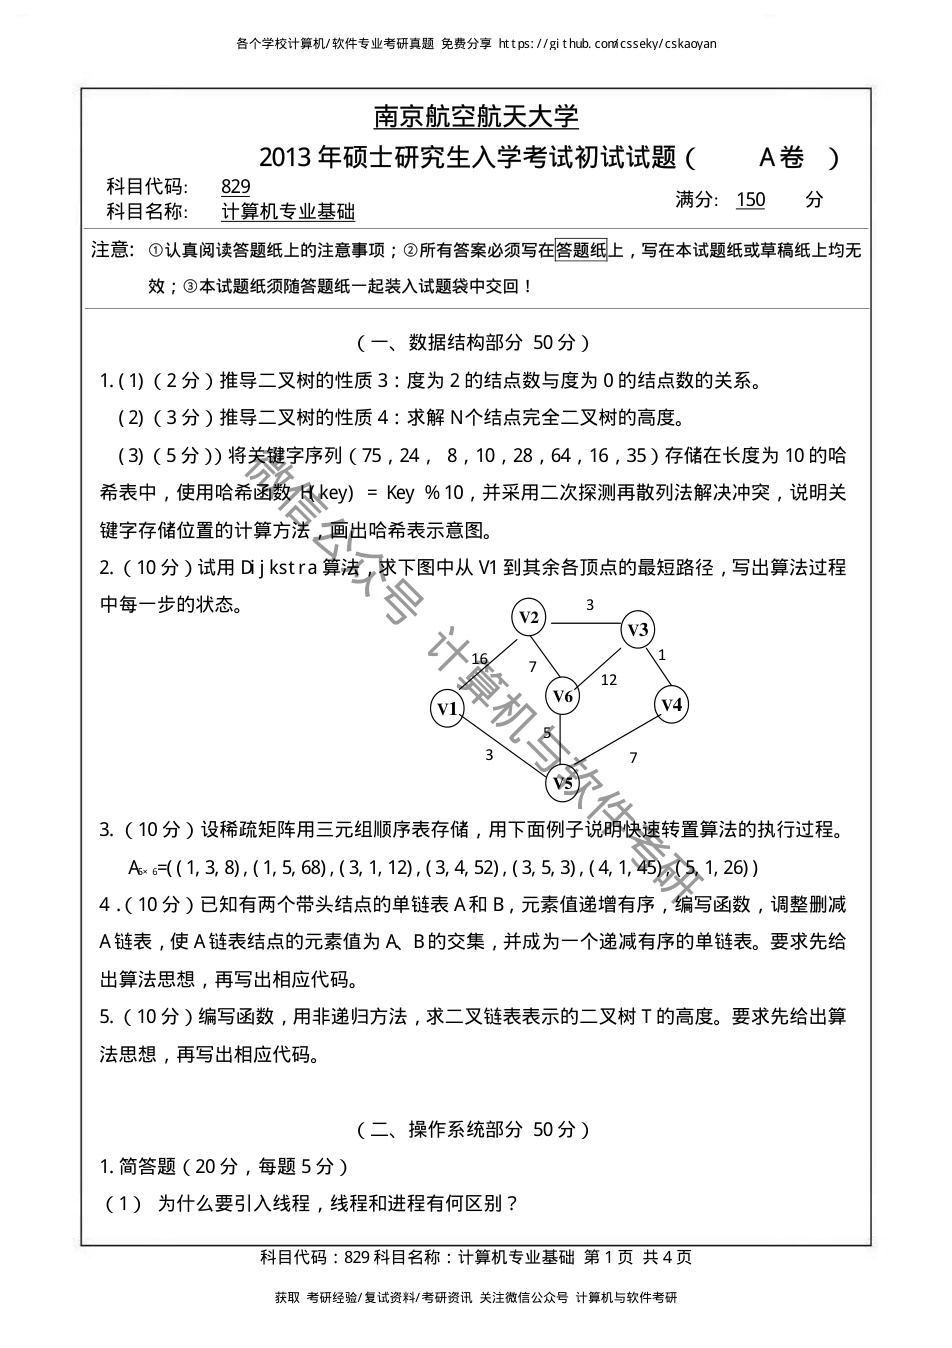 各个学校计算机/软件专业考研真题 免费分享 https://github.com/csseky/cskaoyan
南京航空航天大学
2013 年硕士研究生入学考试初试试题( A卷 )
科目代码: 829
满分: 150 分
科目名称: 计算机专业基础
注意: ①认真阅读答题纸上的注意事项；②所有答案必须写在答题纸上，写在本试题纸或草稿纸上均无
效；③本试题纸须随答题纸一起装入试题袋中交回！
（一、数据结构部分 50 分）
1.(1)（2 分）推导二叉树的性质 3：度为 2 的结点数与度为 0 的结点数的关系。
(2)（3 分）推导二叉树的性质 4：求解 N个结点完全二叉树的高度。
(3)（5 分））将关键字序列（75，24， 8，10，28，64，16，35）存储在长度为 10 的哈
希表中，使用哈希函数 H(key) = Key %10，并采用二次探测再散列法解决冲突，说明关
键字存储位置的计算方法，画出哈希表示意图。
2.（10 分）试用 Dijkstra 算法，求下图中从 V1 到其余各顶点的最短路径，写出算法过程
中每一步的状态。
V2
3
V3
16
7
12
1
V1
V6
V4
5
3
7
V5
3.（10 分）设稀疏矩阵用三元组顺序表存储，用下面例子说明快速转置算法的执行过程。
A6×6=((1,3,8),(1,5,68),(3,1,12),(3,4,52),(3,5,3),(4,1,45),(5,1,26))
4.（10 分）已知有两个带头结点的单链表 A和 B，元素值递增有序，编写函数，调整删减
A链表，使 A链表结点的元素值为 A、B的交集，并成为一个递减有序的单链表。要求先给
出算法思想，再写出相应代码。
5.（10 分）编写函数，用非递归方法，求二叉链表表示的二叉树 T 的高度。要求先给出算
法思想，再写出相应代码。
（二、操作系统部分 50 分）
1.简答题（20 分，每题 5 分）
（1） 为什么要引入线程，线程和进程有何区别？
科目代码：829 科目名称：计算机专业基础 第 1 页 共 4 页
获取 考研经验/复试资料/考研资讯 关注微信公众号 计算机与软件考研
微信公众号 计算机与软件考研